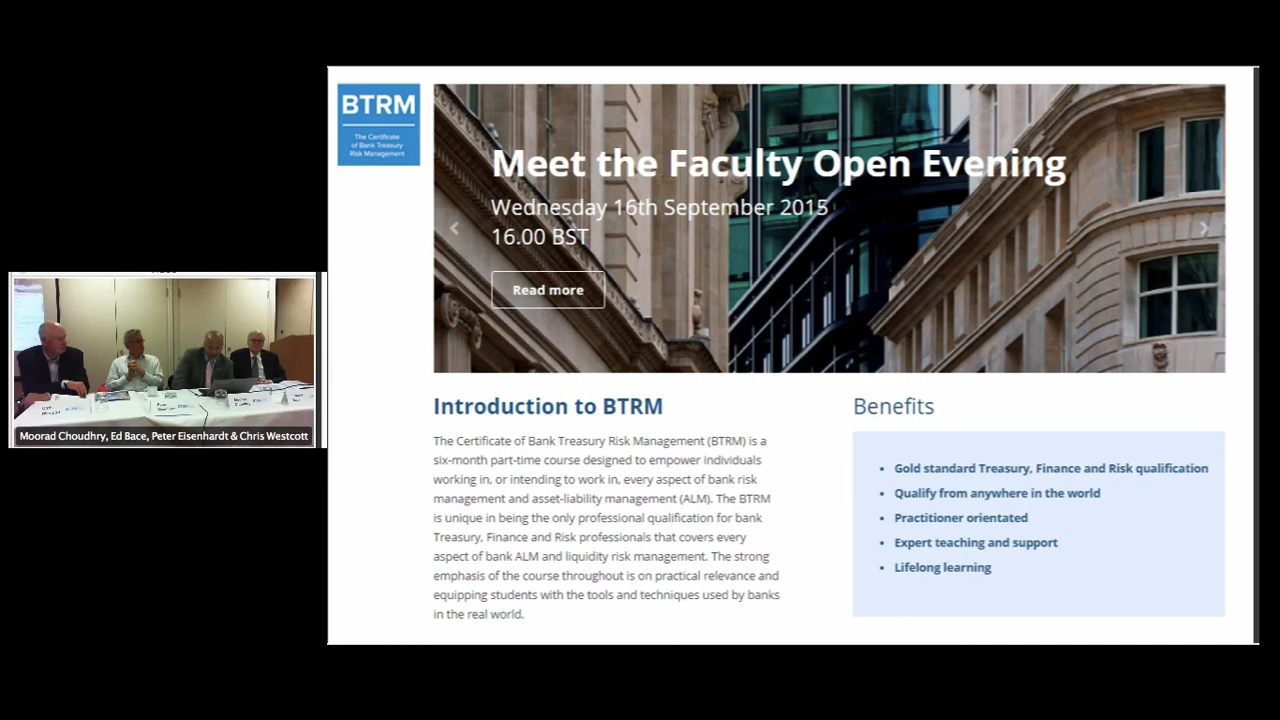 BTRM
The Certificate
of Bank Treasury
Risk Management
Meet the Faculty Open Evening
Wednesday 16th September 2015
16.00 BST
Read more
Moorad Choudhry, Ed Bace, Peter Eisenhardt & Chris Westcott
Introduction to BTRM
The Certificate of Bank Treasury Risk Management (BTRM) is a
six-month part-time course designed to empower individuals
working in, or intending to work in, every aspect of bank risk
management and asset-liability management (ALM). The BTRM
is unique in being the only professional qualification for bank
Treasury, Finance and Risk professionals that covers every
aspect of bank ALM and liquidity risk management. The strong
emphasis of the course throughout is on practical relevance and
equipping students with the tools and techniques used by banks
in the real world.
Benefits
• Gold standard Treasury, Finance and Risk qualification
• Qualify from anywhere in the world
• Practitioner orientated
• Expert teaching and support
• Lifelong learning